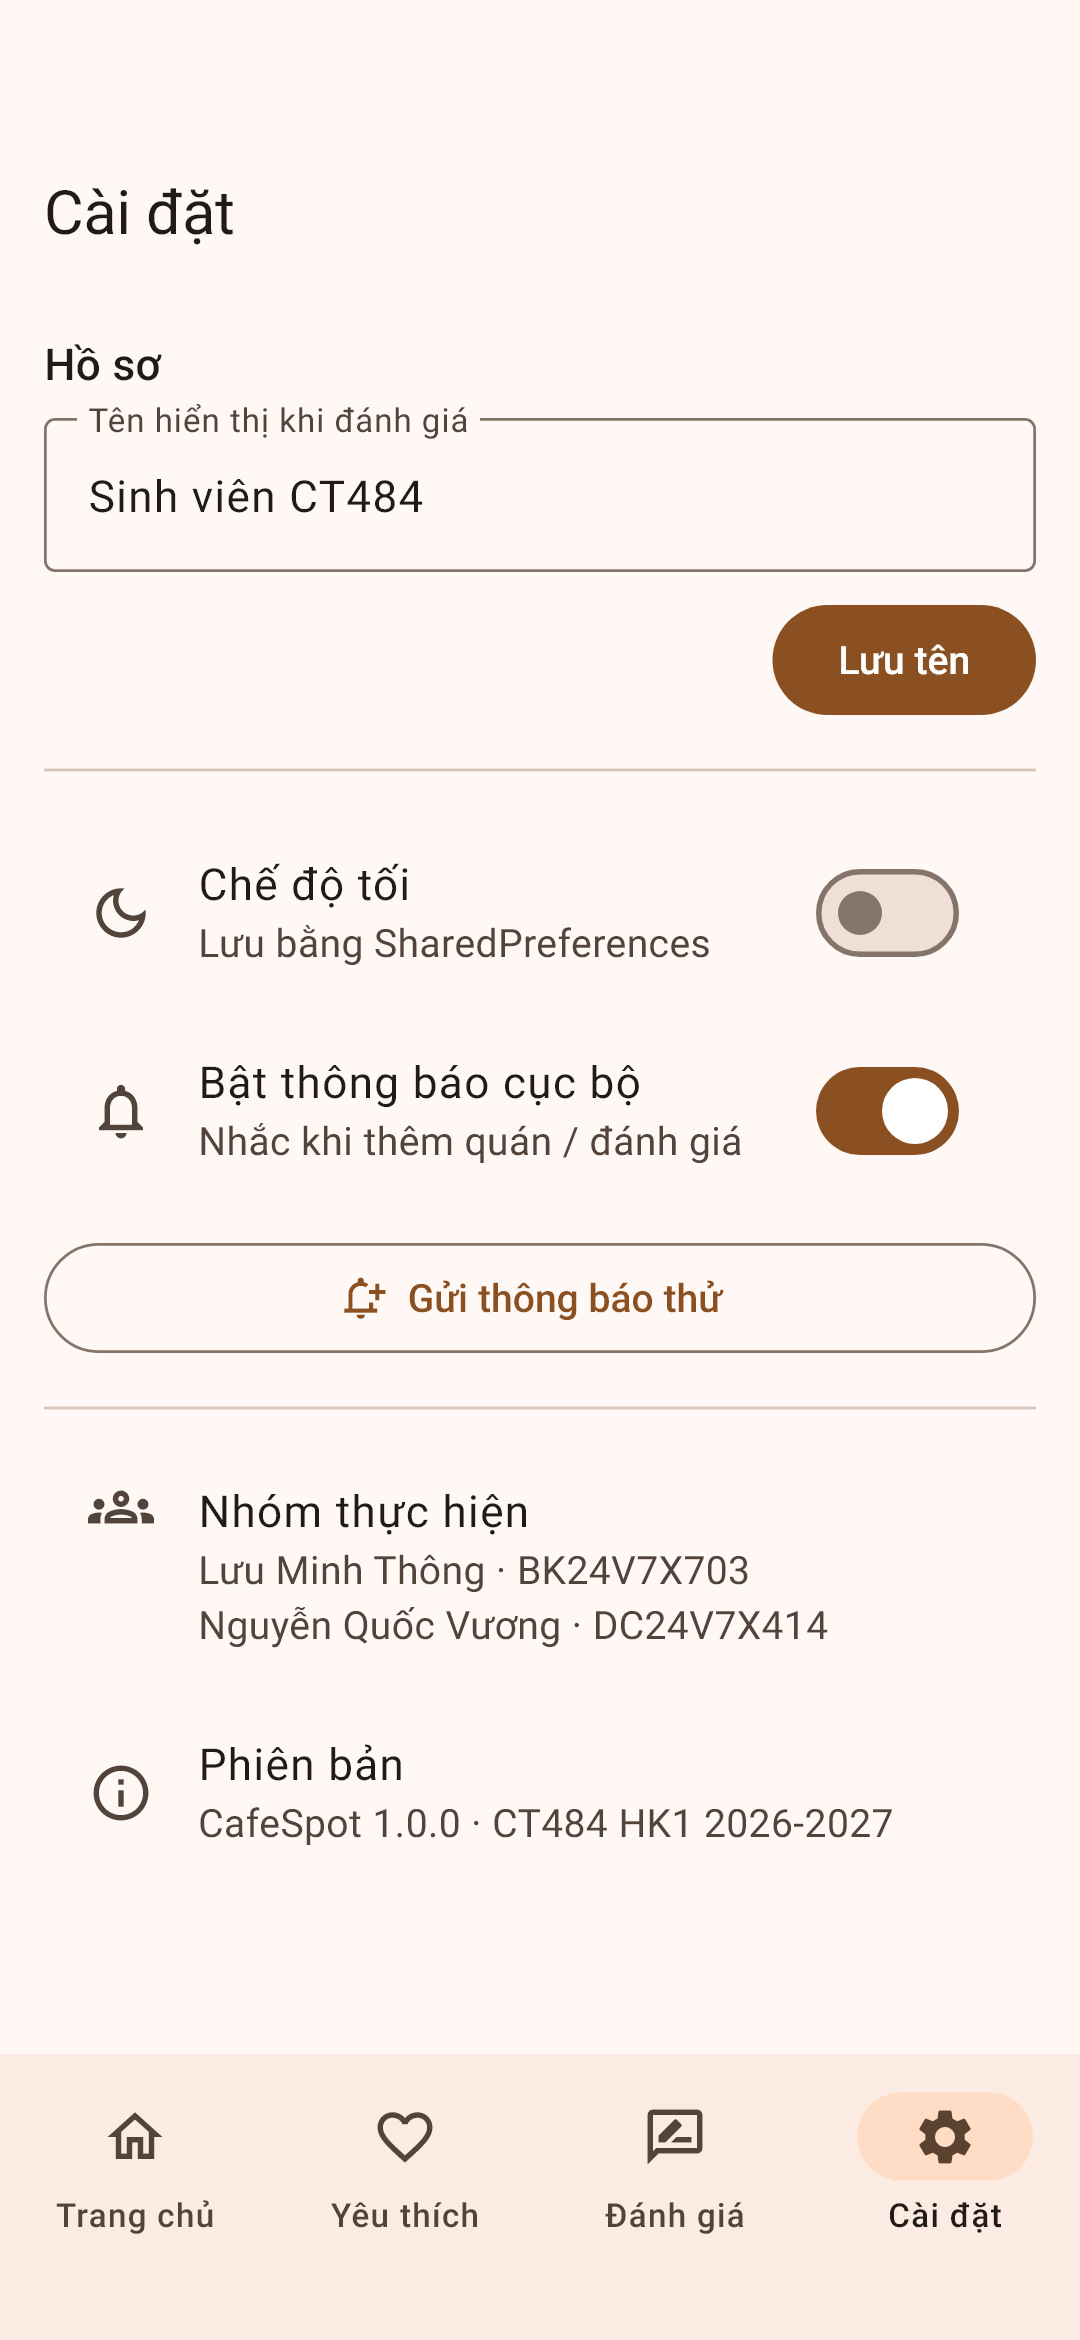 Cài đặt
Hồ sơ
Tên hiển thị khi đánh giá
Sinh viên CT484
Lưu tên
Chế độ tối
Lưu bằng SharedPreferences
Bật thông báo cục bộ
Nhắc khi thêm quán / đánh giá
Gửi thông báo thử
Nhóm thực hiện
Lưu Minh Thông · BK24V7X703
Nguyễn Quốc Vương · DC24V7X414
Phiên bản
CafeSpot 1.0.0 · CT484 HK1 2026-2027
Trang chủ
Yêu thích
Đánh giá
Cài đặt